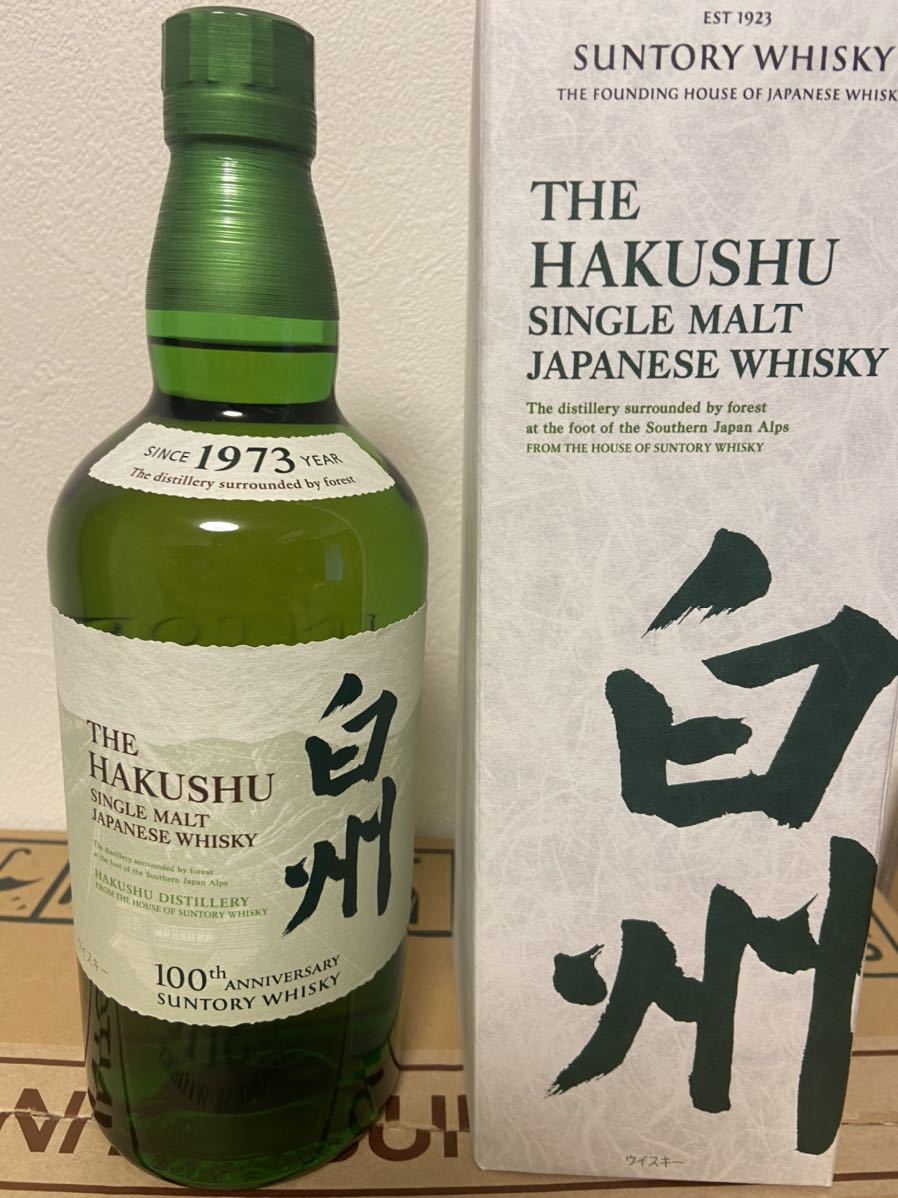 SINCE 1973 YEAR
The distillery surrounded by forest
THE
HAKUSHU
SINGLE MALT
JAPANESE WHISKY
The distillery surrounded by forest
at the foot of the Southern Japan Alps
HAKUSHU DISTILLERY
FROM THE HOUSE OF SUNTORY WHISKY
白州
ウイスキー
100th ANNIVERSARY
SUNTORY WHISKY
EST 1923
SUNTORY WHISKY
THE FOUNDING HOUSE OF JAPANESE WHISK
THE
HAKUSHU
SINGLE MALT
JAPANESE WHISKY
The distillery surrounded by forest
at the foot of the Southern Japan Alps
FROM THE HOUSE OF SUNTORY WHISKY
白州
ウイスキー